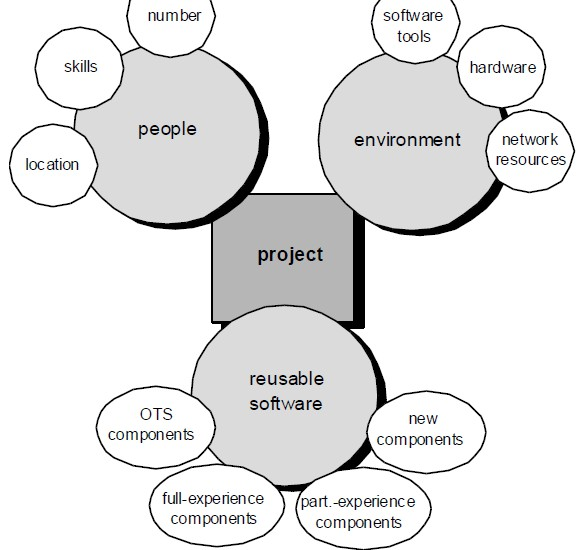 number
skills
location
people
software
tools
hardware
network
resources
environment
project
reusable
software
OTS
components
full-experience
components
part.-experience
components
new
components